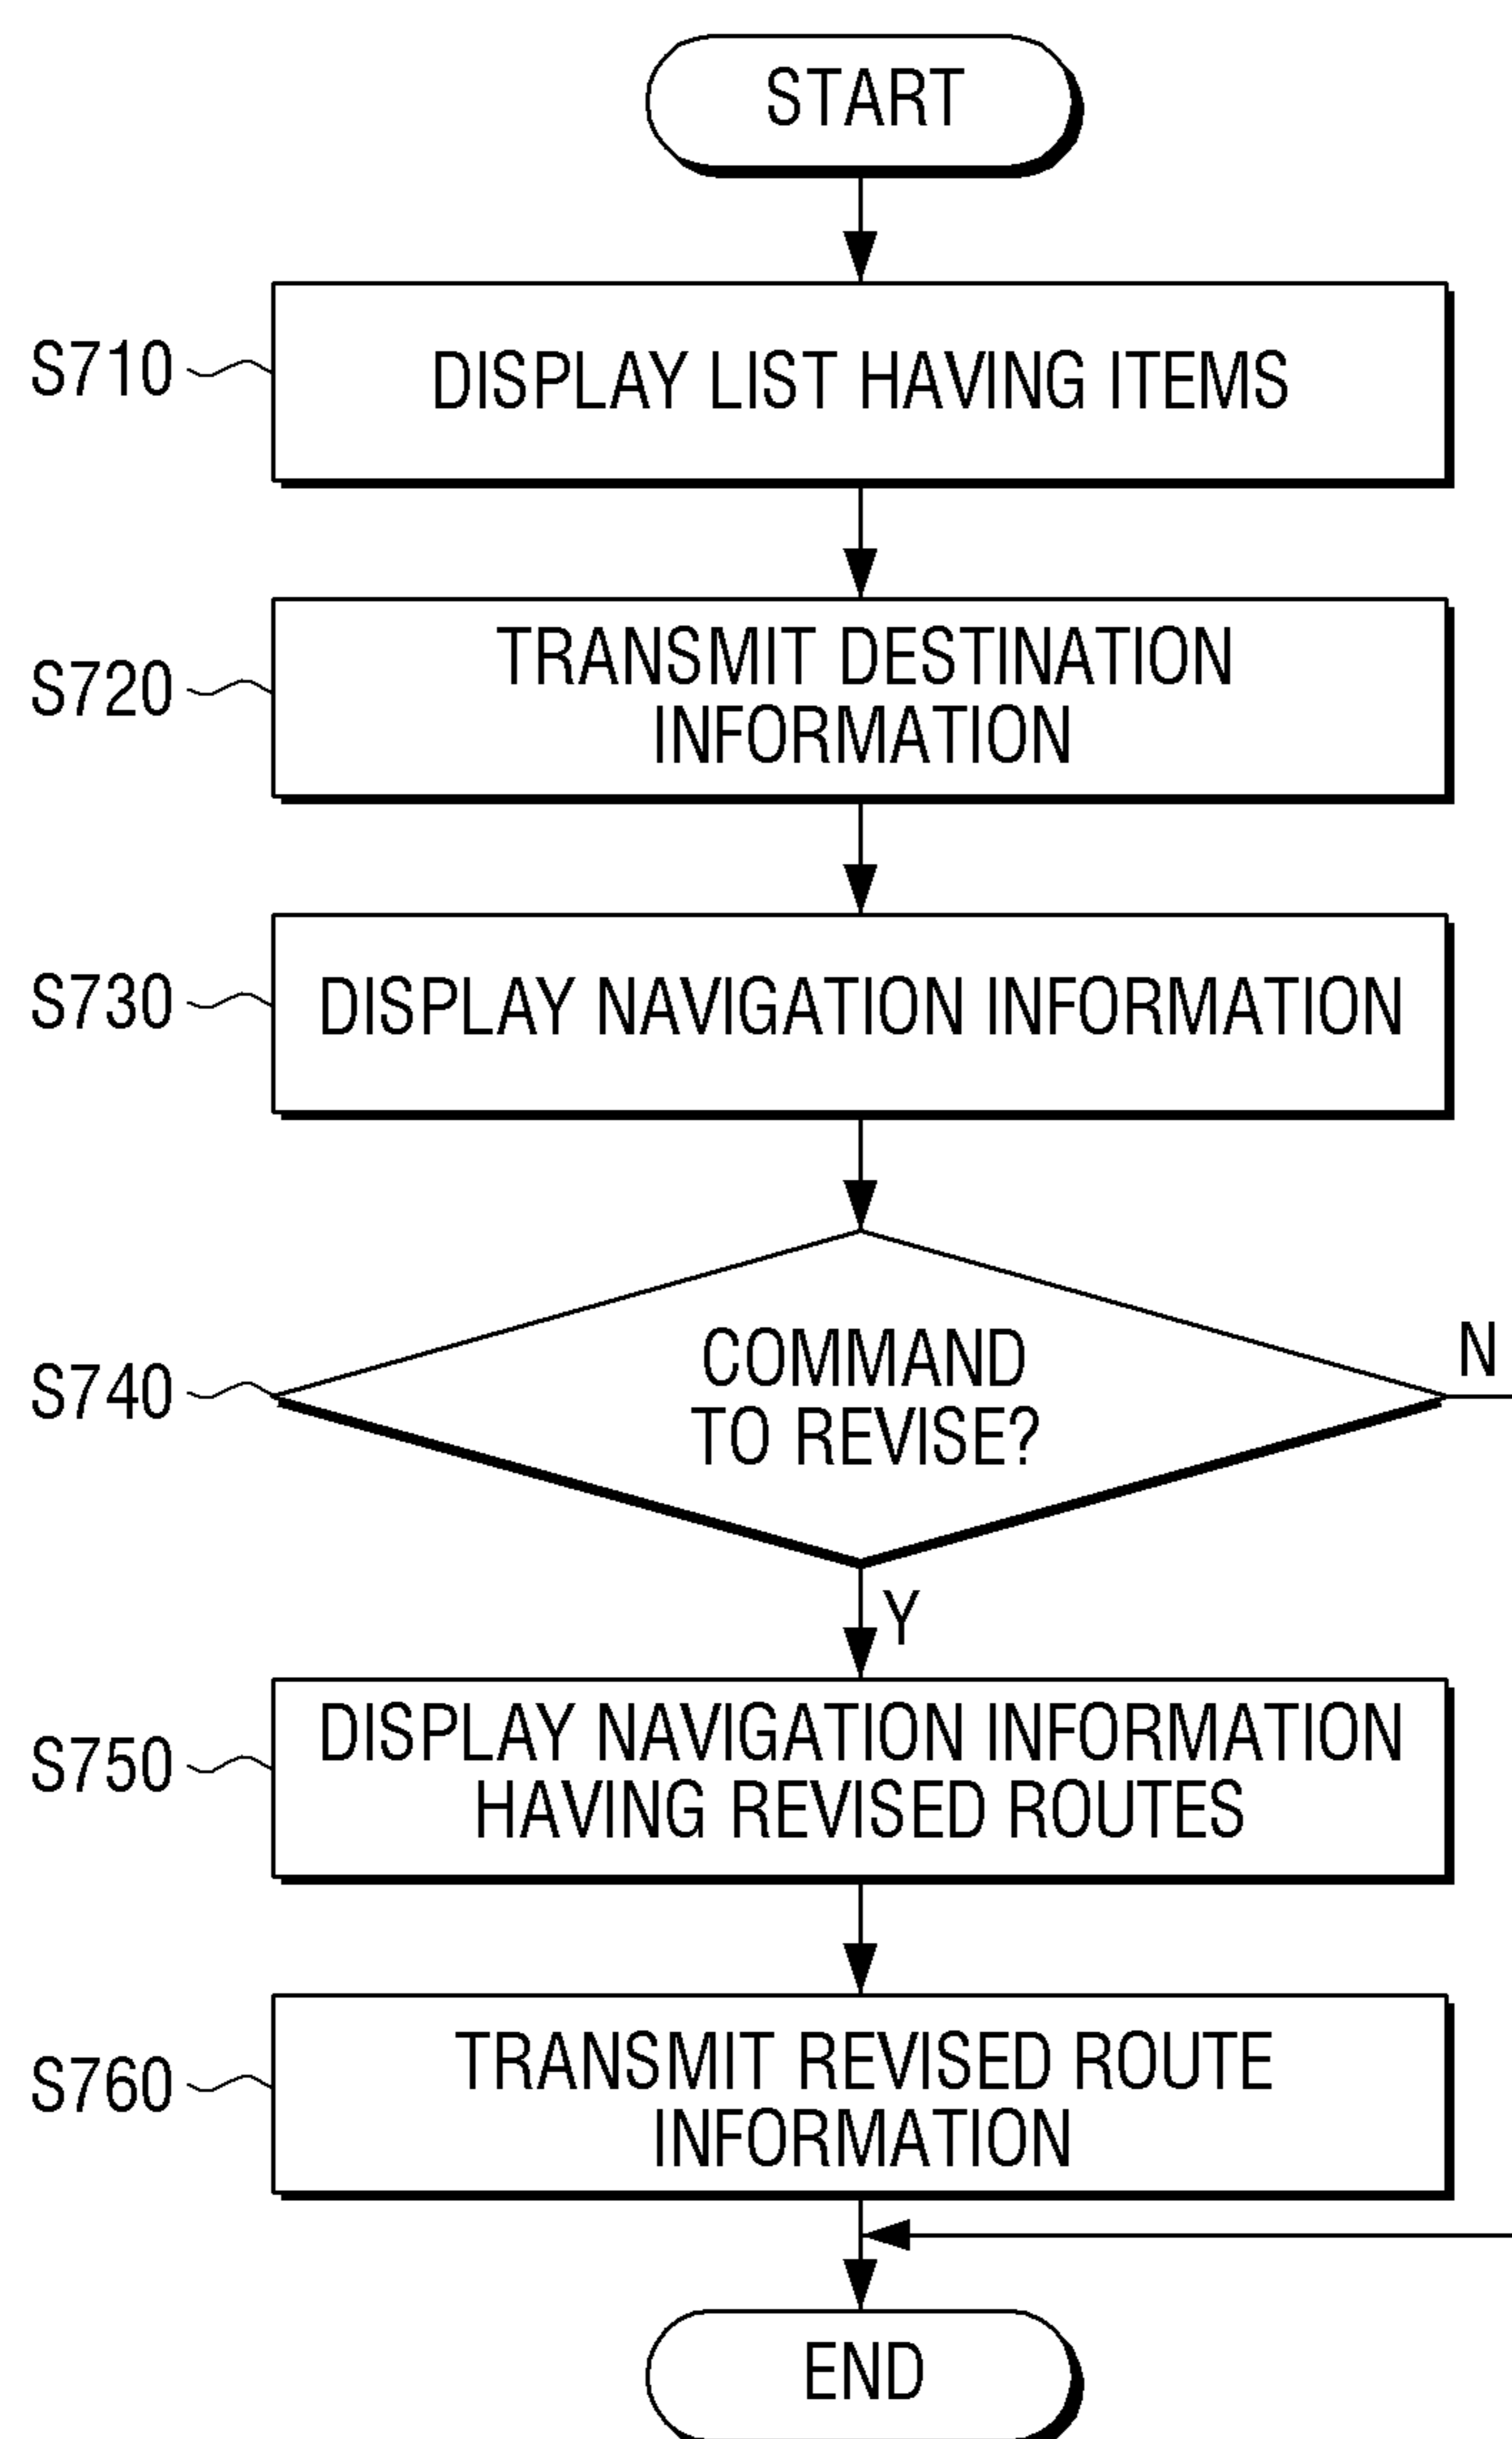 START
S710
DISPLAY LIST HAVING ITEMS
S720
TRANSMIT DESTINATION
INFORMATION
S730
DISPLAY NAVIGATION INFORMATION
S740
COMMAND
TO REVISE?
N
Y
S750
DISPLAY NAVIGATION INFORMATION
HAVING REVISED ROUTES
S760
TRANSMIT REVISED ROUTE
INFORMATION
END